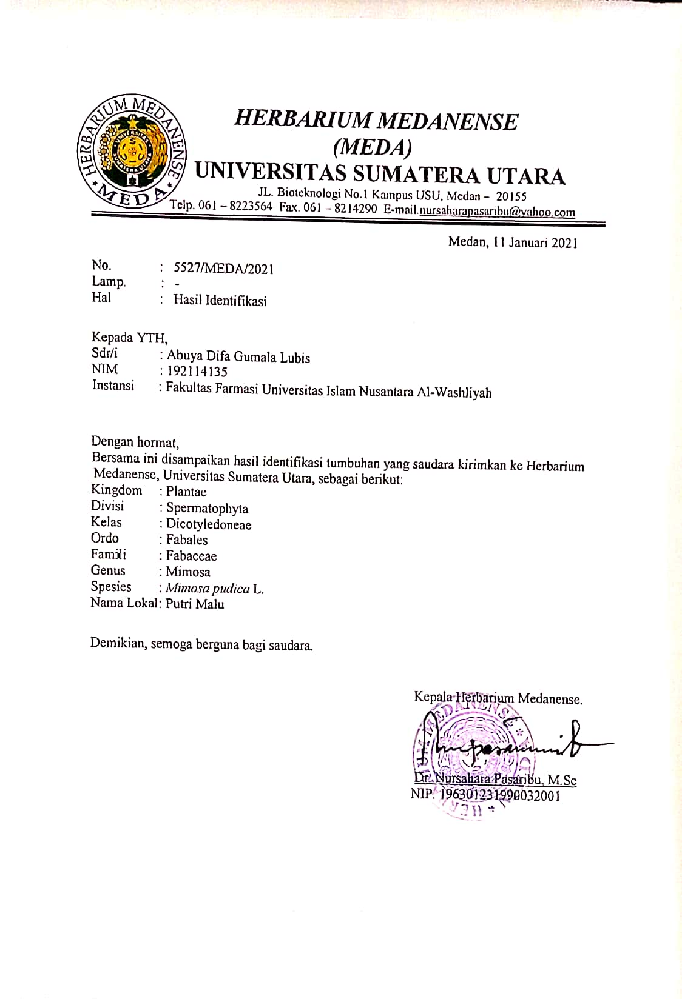 HERBARIUM MEDANENSE
MEDA
HERBARIUM MEDANENSE
(MEDA)
UNIVERSITAS SUMATERA UTARA
JL. Bioteknologi No.1 Kampus USU, Medan – 20155
Telp. 061 – 8223564 Fax. 061 – 8214290 E-mail.nursaharapasaribu@yahoo.com
Medan, 11 Januari 2021
No. : 5527/MEDA/2021
Lamp. : -
Hal : Hasil Identifikasi
Kepada YTH,
Sdr/i : Abuya Difa Gumala Lubis
NIM : 192114135
Instansi : Fakultas Farmasi Universitas Islam Nusantara Al-Washliyah
Dengan hormat,
Bersama ini disampaikan hasil identifikasi tumbuhan yang saudara kirimkan ke Herbarium
Medanense, Universitas Sumatera Utara, sebagai berikut:
Kingdom : Plantae
Divisi : Spermatophyta
Kelas : Dicotyledoneae
Ordo : Fabales
Famili : Fabaceae
Genus : Mimosa
Spesies : Mimosa pudica L.
Nama Lokal: Putri Malu
Demikian, semoga berguna bagi saudara.
Kepala Herbarium Medanense.
Dr. Nursahara Pasaribu, M.Sc
NIP. 196301231990032001